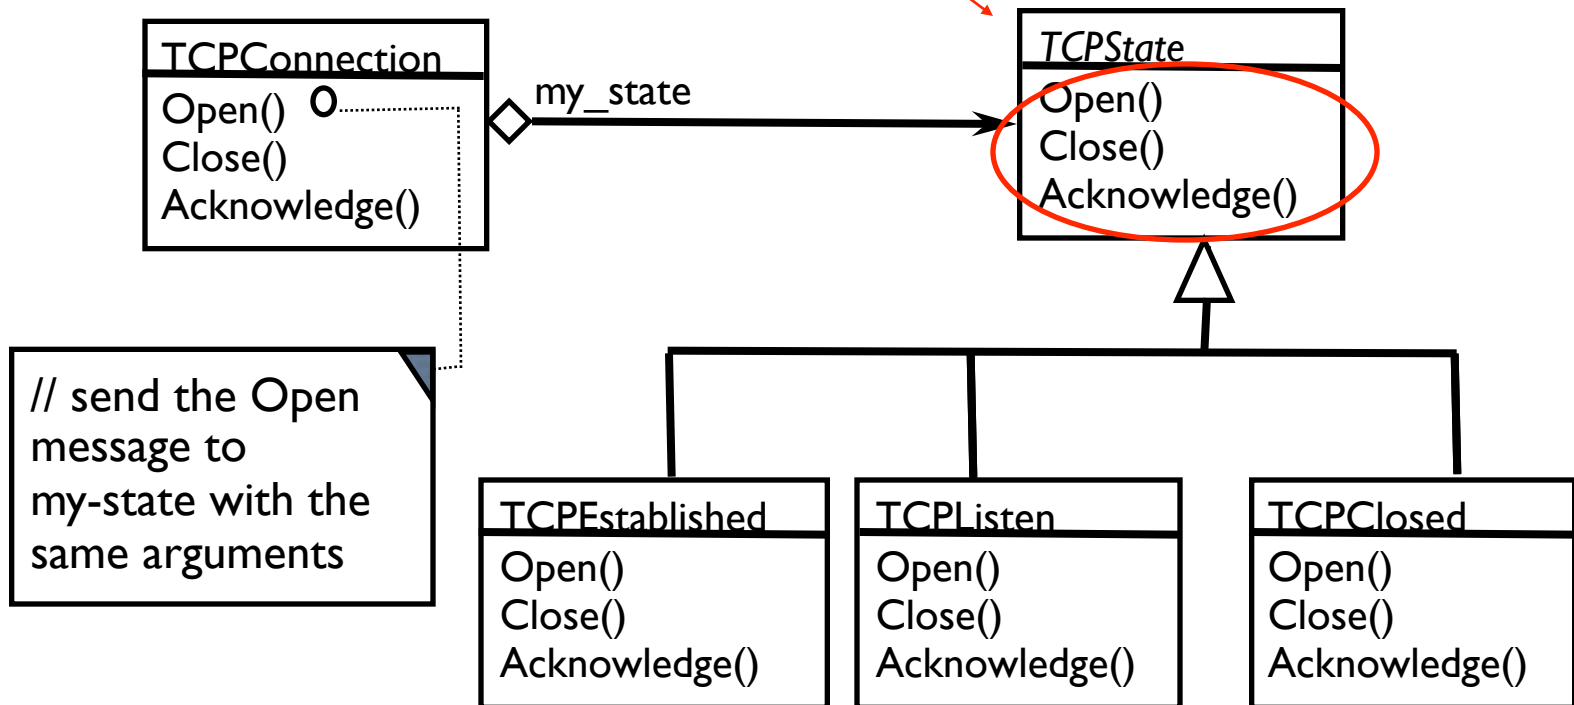 TCPConnection
Open()
Close()
Acknowledge()
my_state
TCPState
Open()
Close()
Acknowledge()
// send the Open
message to
my-state with the
same arguments
TCPEstablished
Open()
Close()
Acknowledge()
TCPListen
Open()
Close()
Acknowledge()
TCPClosed
Open()
Close()
Acknowledge()